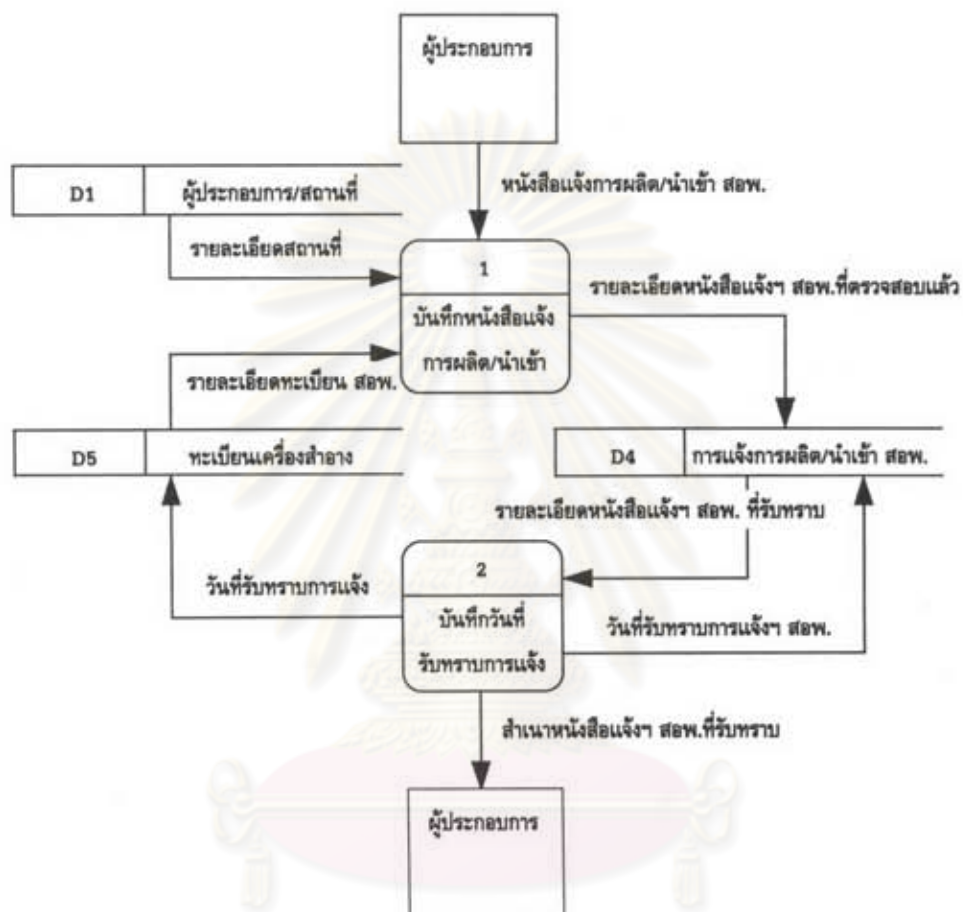 ผู้ประกอบการ
หนังสือแจ้งการผลิต/นำเข้า สอพ.
D1 ผู้ประกอบการ/สถานที่
รายละเอียดสถานที่
1
รายละเอียดหนังสือแจ้งฯ สอพ.ที่ตรวจสอบแล้ว
บันทึกหนังสือแจ้ง
การผลิต/นำเข้า
รายละเอียดทะเบียน สอพ.
D5 ทะเบียนเครื่องสำอาง
D4 การแจ้งการผลิต/นำเข้า สอพ.
รายละเอียดหนังสือแจ้งฯ สอพ. ที่รับทราบ
2
วันที่รับทราบการแจ้ง
บันทึกวันที่
รับทราบการแจ้ง
วันที่รับทราบการแจ้งฯ สอพ.
สำเนาหนังสือแจ้งฯ สอพ.ที่รับทราบ
ผู้ประกอบการ